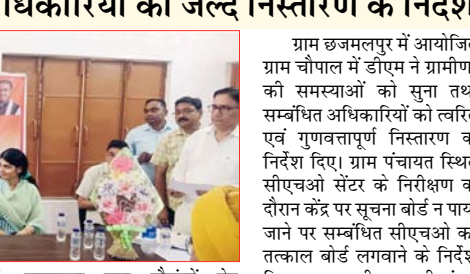 अधिकारियों को जल्द निस्तारण के निर्देश
ग्राम छजमलपुर में आयोजित
ग्राम चौपाल में डीएम ने ग्रामीण
की समस्याओं को सुना तथा
सम्बंधित अधिकारियों को त्वरित
एवं गुणवत्तापूर्ण निस्तारण के
निर्देश दिए। ग्राम पंचायत स्थित
सीएचओ सेंटर के निरीक्षण के
दौरान केंद्र पर सूचना बोर्ड न पाये
जाने पर सम्बंधित सीएचओ को
तत्काल बोर्ड लगवाने के निर्देश